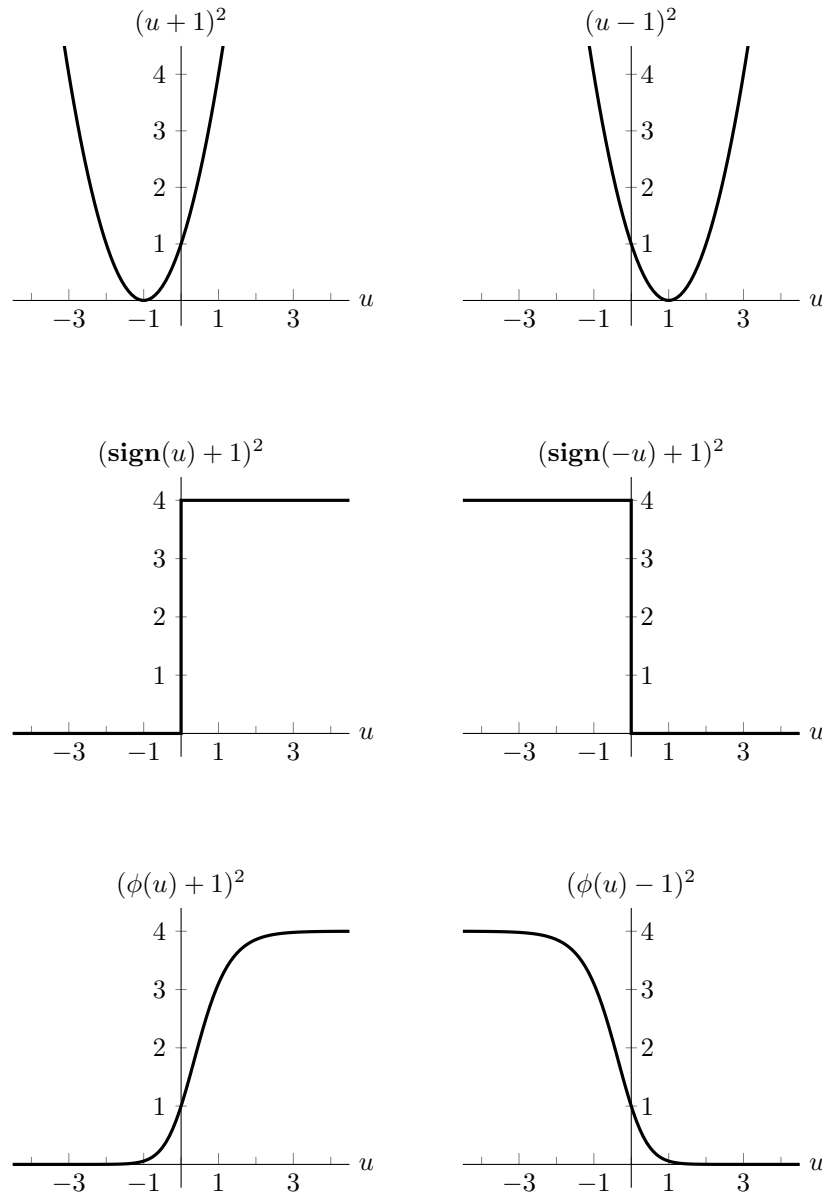 (u + 1)² (u − 1)²
4 4
3 3
2 2
1 1
−3 −1 1 3 u −3 −1 1 3 u
(sign(u) + 1)² (sign(−u) + 1)²
4 4
3 3
2 2
1 1
−3 −1 1 3 u −3 −1 1 3 u
(ϕ(u) + 1)² (ϕ(u) − 1)²
4 4
3 3
2 2
1 1
−3 −1 1 3 u −3 −1 1 3 u